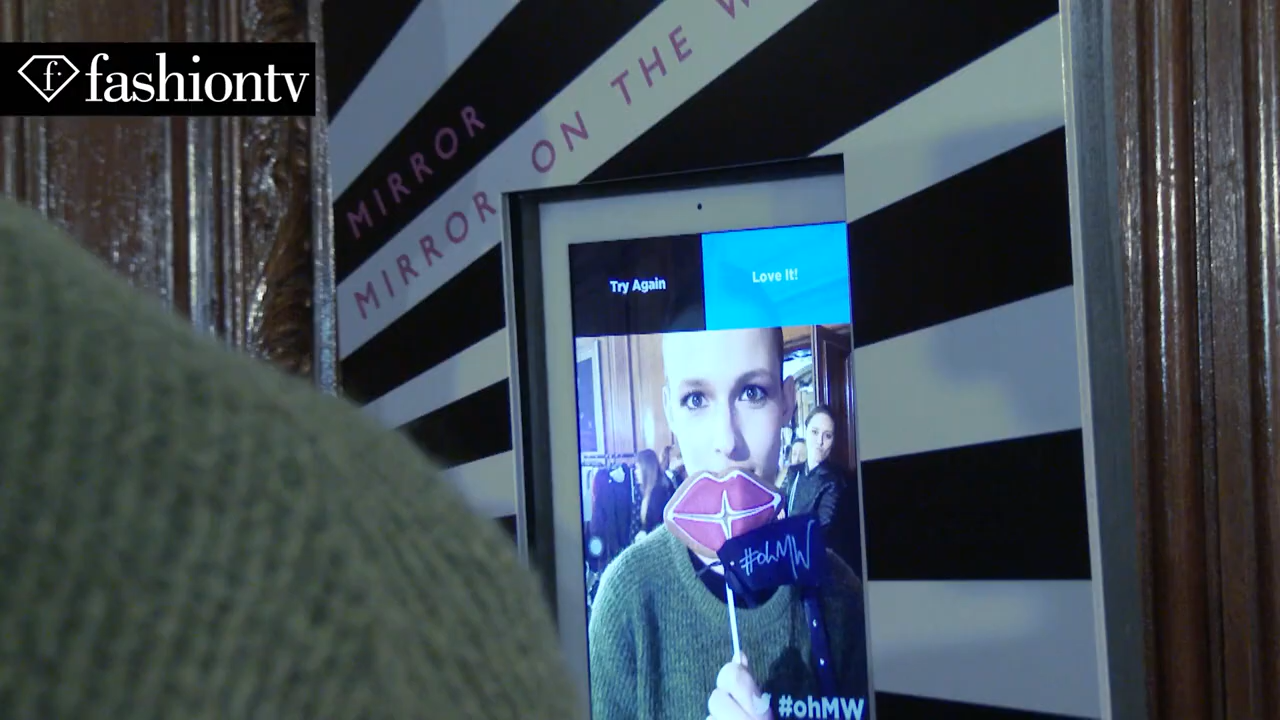 fashiontv
MIRROR
MIRROR ON THE
Try Again
Love It!
#ohMW
#ohMW